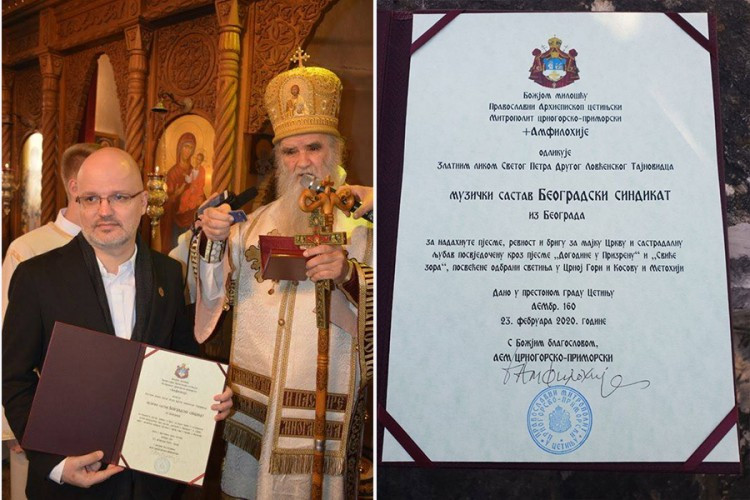 Божјом милошћу
Православни Архиепископ цетињски
Митрополит црногорско-приморски
+Амфилохије
одликује
Златним ликом Светог Петра Другог Ловћенског Тајновидца
музички састав Београдски синдикат
из Београда
за надахнуте пјесме, ревност и бригу за мајку Цркву и састрадалну
љубав посвједочену кроз пјесме „Догодине у Призрену" и „Свиће
зора", посвећене одбрани светиња у Црној Гори и Косову и Метохији
Дано у престоном граду Цетињу
дембр. 160
23. фебруара 2020. године
С Божјим благословом,
АЕМ/црногорско-приморски
+Амфилохије